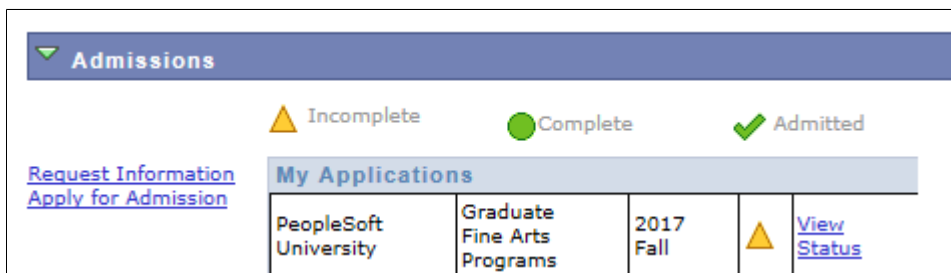 Admissions
Incomplete
Complete
Admitted
Request Information
Apply for Admission
My Applications
PeopleSoft
University
Graduate
Fine Arts
Programs
2017
Fall
View
Status